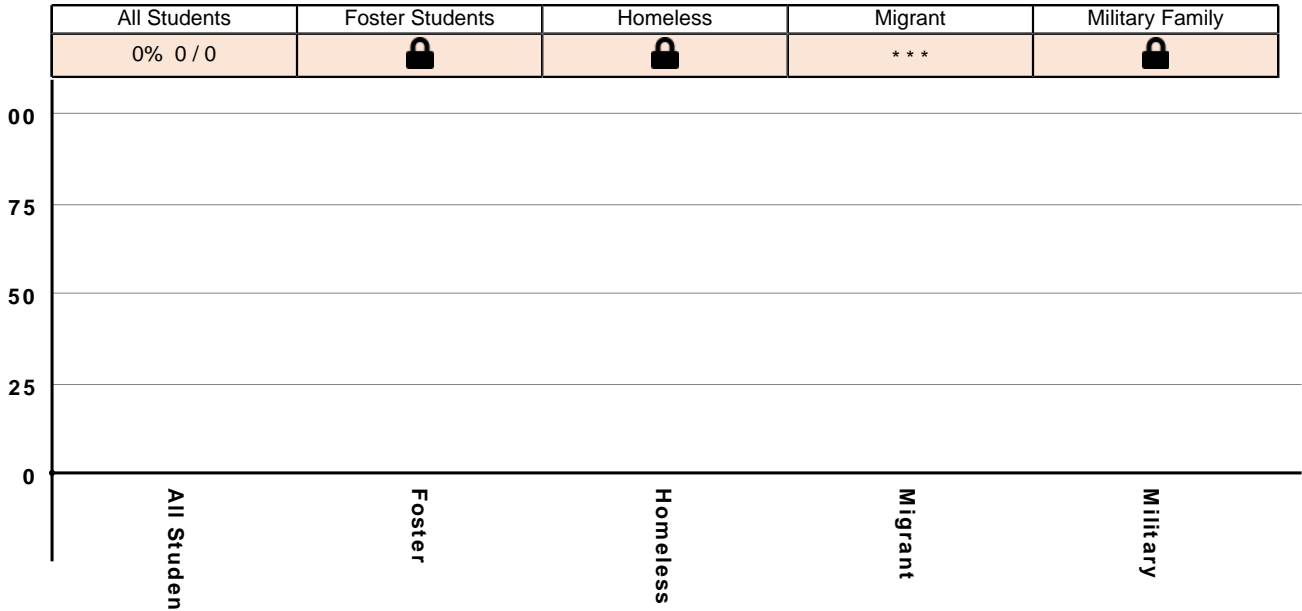 All Students Foster Students Homeless Migrant Military Family
0% 0 / 0 * * *
00
75
50
25
0
All Studen
Foster
Homeless
Migrant
Military